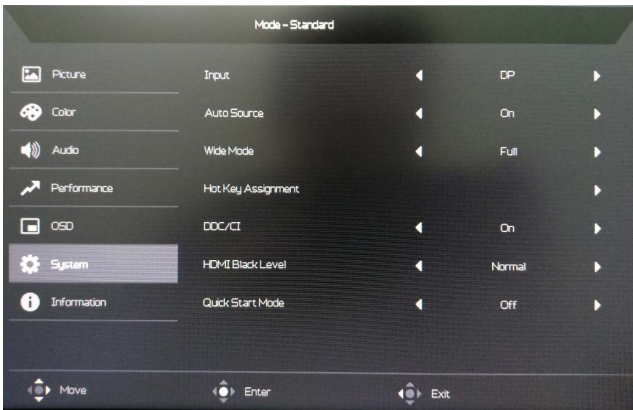 Mode - Standard
Picture
Input DP
Color
Auto Source On
Audio
Wide Mode Full
Performance
Hot Key Assignment
OSD
DDC/CI On
System
HDMI Black Level Normal
Information
Quick Start Mode Off
Move Enter Exit